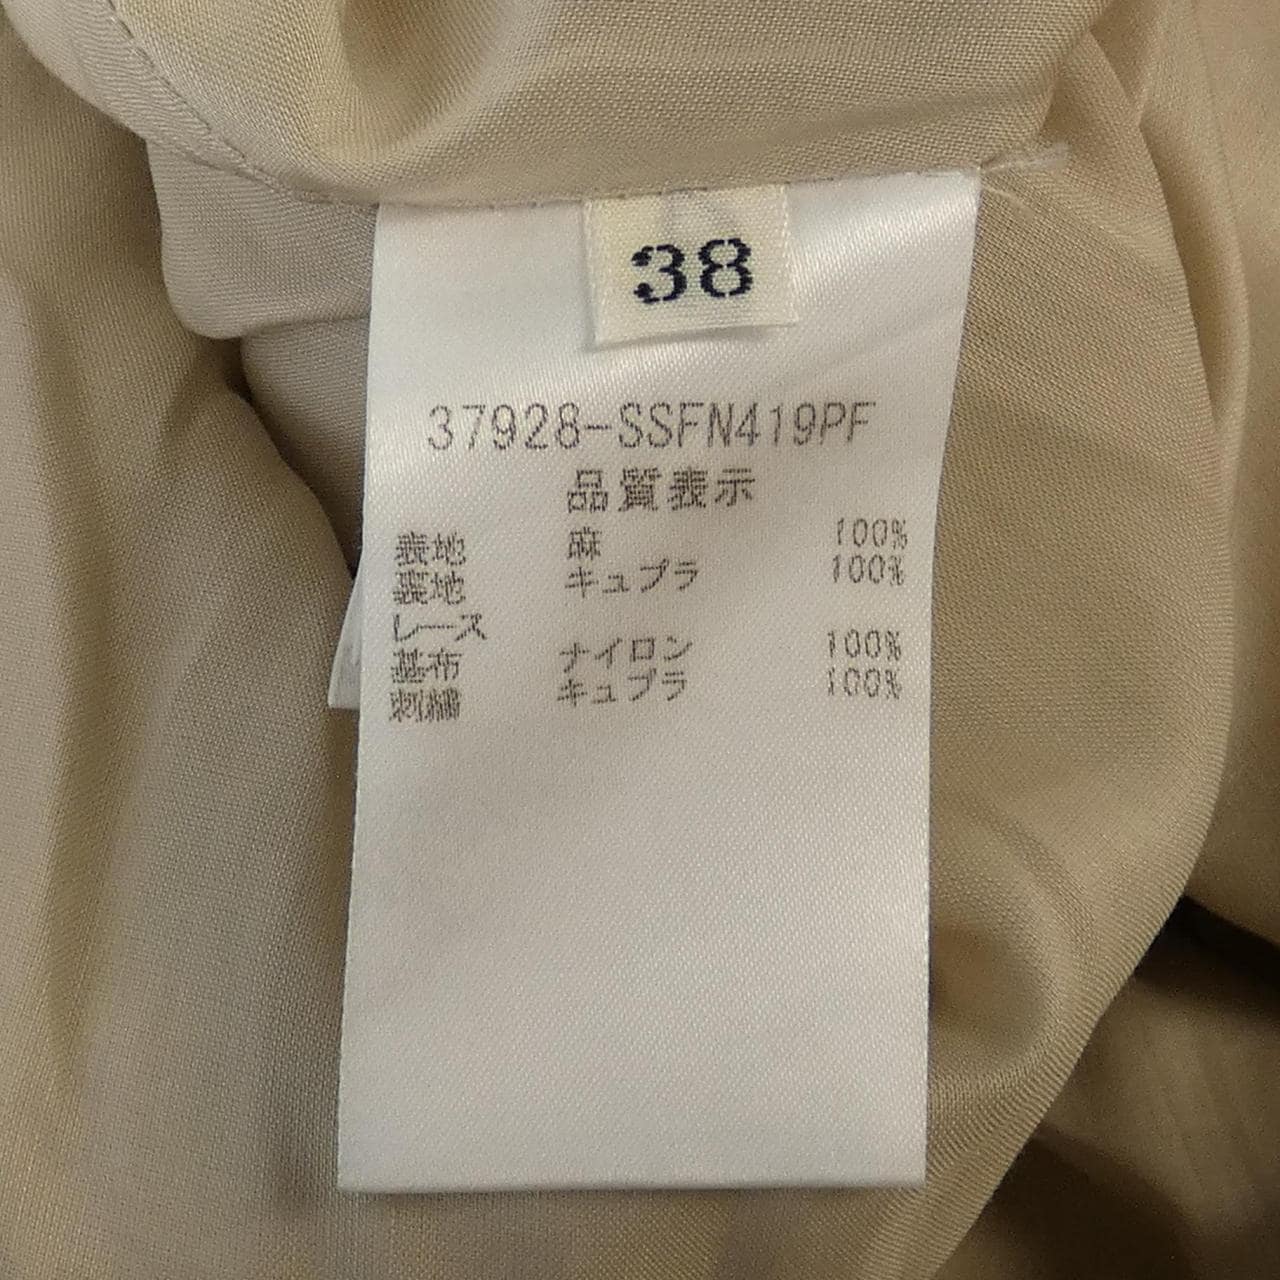 38
37928-SSFN419PF
品質表示
表地 麻 100%
裏地 キュプラ 100%
レース
基布 ナイロン 100%
刺繍 キュプラ 100%